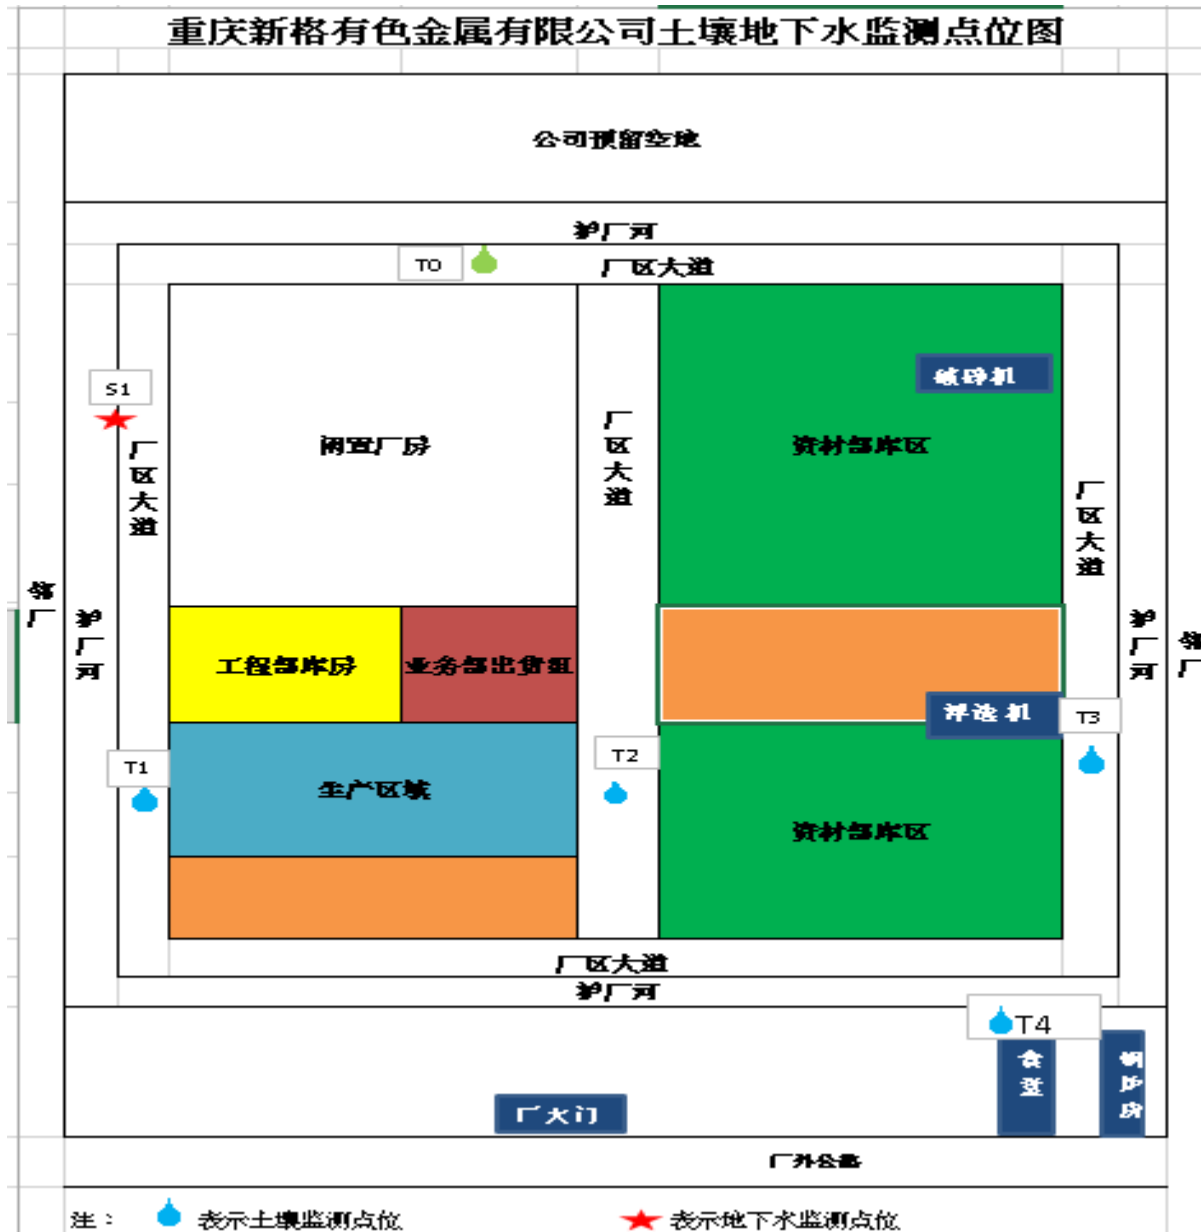 重庆新格有色金属有限公司土壤地下水监测点位图
公司预留空地
护厂河
T0
厂区大道
S1
破碎机
闲置厂房
厂区大道
资材部库区
厂区大道
厂区大道
邻厂
护厂河
护厂河
邻厂
工程部库房
业务部出货组
浮选机
T3
T1
T2
生产区域
资材部库区
厂区大道
护厂河
T4
食堂
锅炉房
厂大门
厂外公路
注：
表示土壤监测点位
表示地下水监测点位